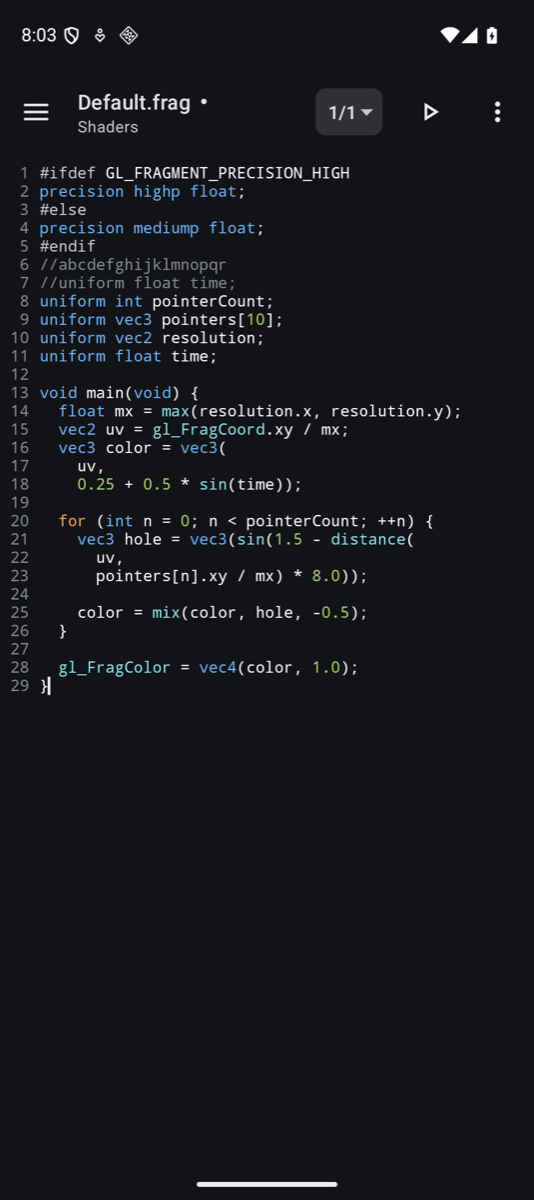 8:03
Default.frag •
Shaders
1/1
1 #ifdef GL_FRAGMENT_PRECISION_HIGH
2 precision highp float;
3 #else
4 precision mediump float;
5 #endif
6 //abcdefghijklmnopqr
7 //uniform float time;
8 uniform int pointerCount;
9 uniform vec3 pointers[10];
10 uniform vec2 resolution;
11 uniform float time;
12
13 void main(void) {
14   float mx = max(resolution.x, resolution.y);
15   vec2 uv = gl_FragCoord.xy / mx;
16   vec3 color = vec3(
17     uv,
18     0.25 + 0.5 * sin(time));
19
20   for (int n = 0; n < pointerCount; ++n) {
21     vec3 hole = vec3(sin(1.5 - distance(
22       uv,
23       pointers[n].xy / mx) * 8.0));
24
25     color = mix(color, hole, -0.5);
26   }
27
28   gl_FragColor = vec4(color, 1.0);
29 }